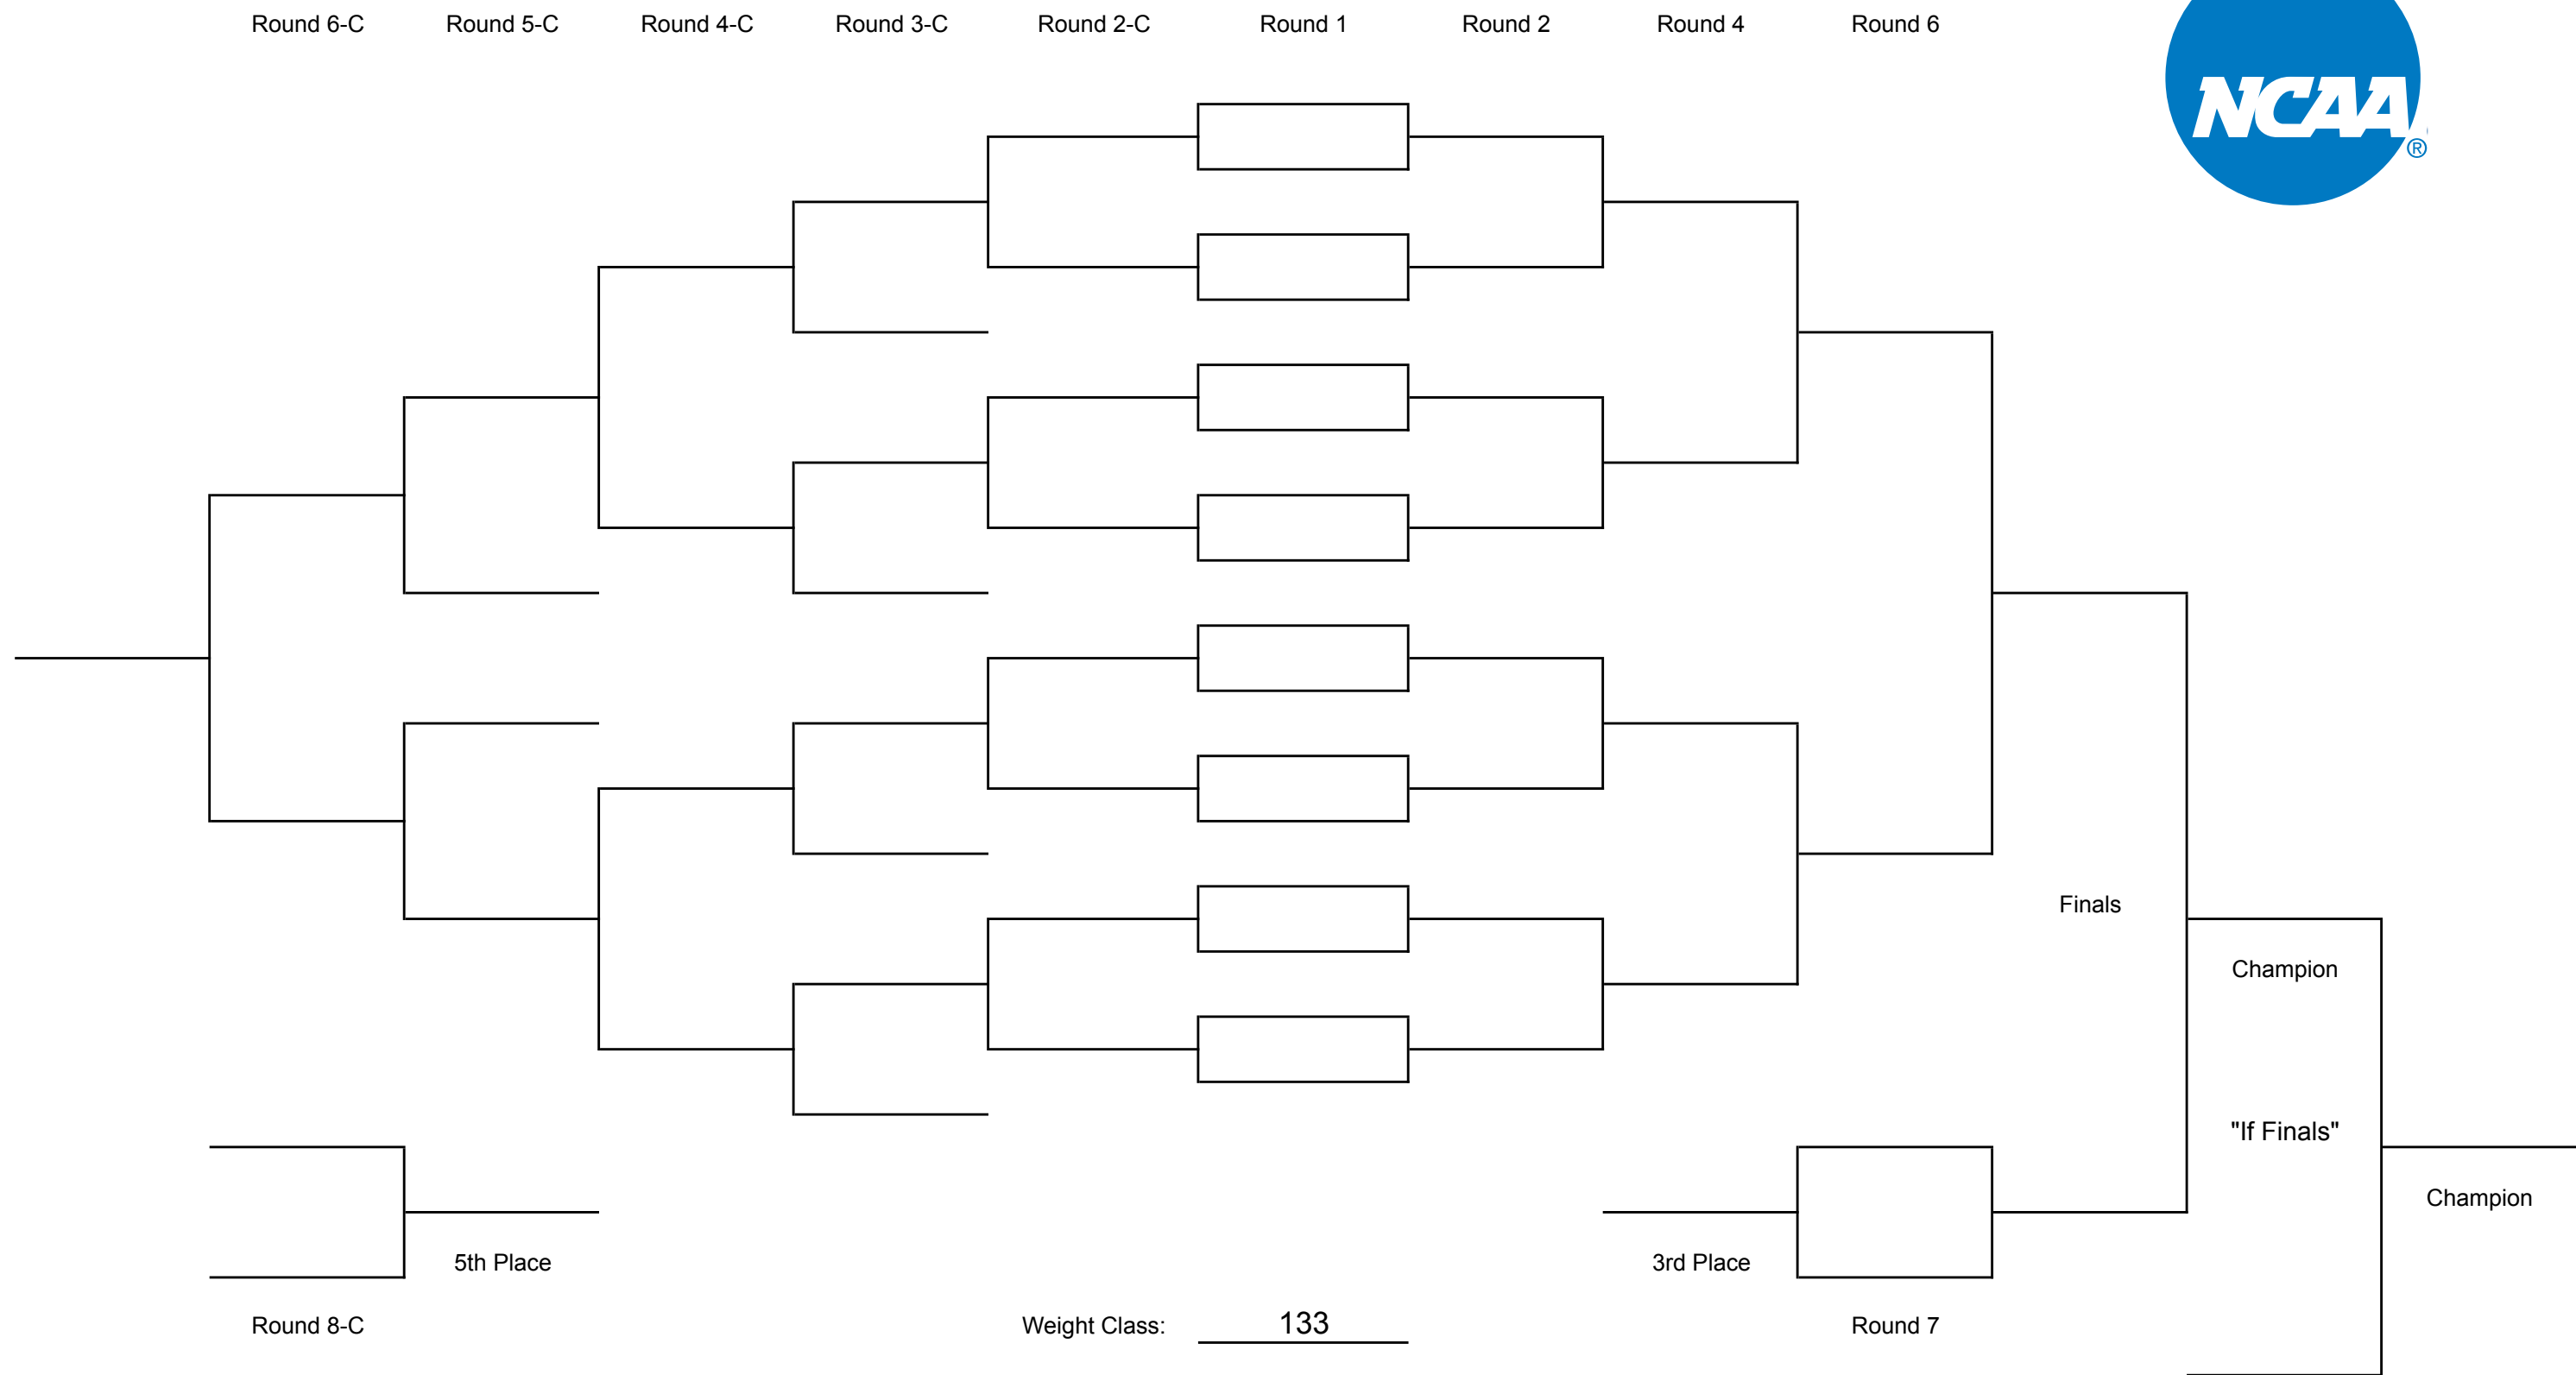 Round 6-C Round 5-C Round 4-C Round 3-C Round 2-C Round 1 Round 2 Round 4 Round 6
NCAA®
Finals
Champion
"If Finals"
Champion
5th Place
3rd Place
Round 8-C
Weight Class: 133
Round 7